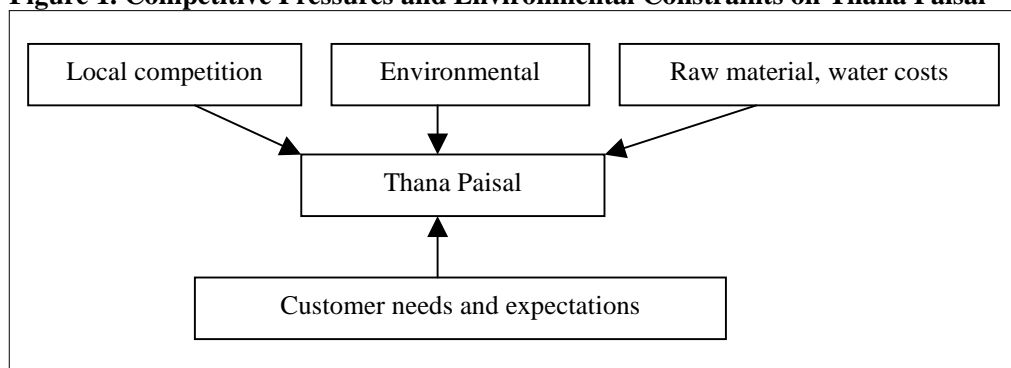 Figure 1. Competitive Pressures and Environmental Constraints on Thana Paisal
Local competition
Environmental
Raw material, water costs
Thana Paisal
Customer needs and expectations